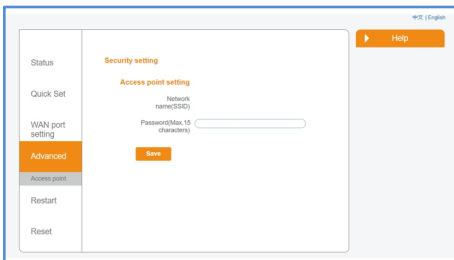 中文 | English
Help
Status
Quick Set
WAN port
setting
Advanced
Access point
Restart
Reset
Security setting
Access point setting
Network
name(SSID)
Password(Max,15
characters)
Save